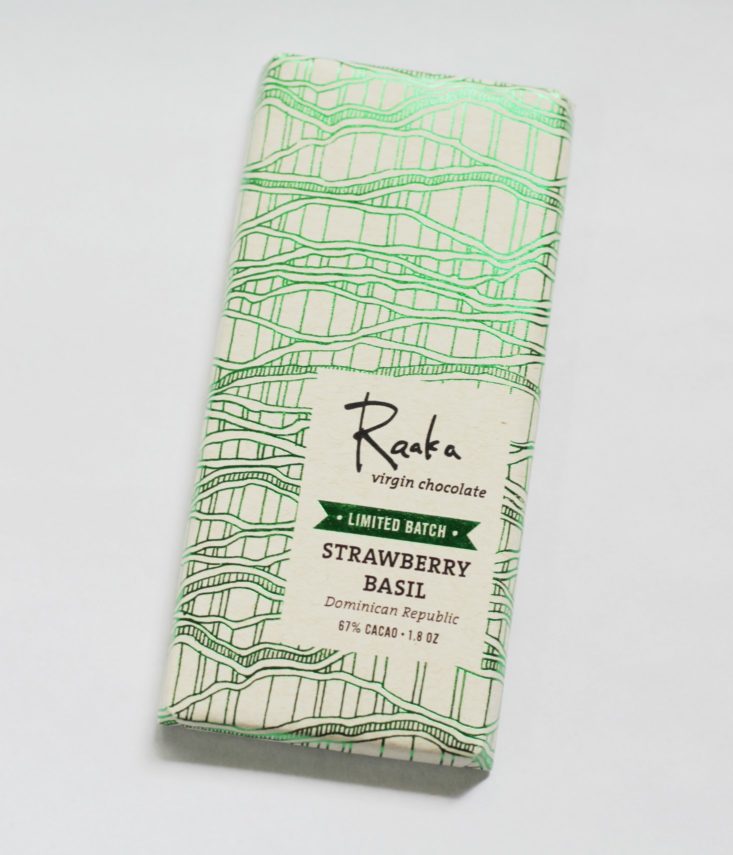 Raaka
virgin chocolate
• LIMITED BATCH •
STRAWBERRY
BASIL
Dominican Republic
67% CACAO • 1.8 OZ